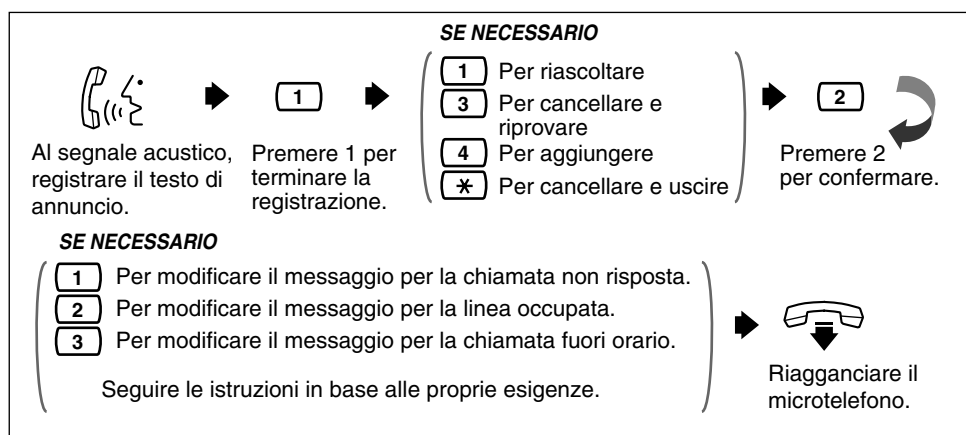 SE NECESSARIO
1 Per riascoltare
3 Per cancellare e
riprovare
4 Per aggiungere
* Per cancellare e uscire
1
2
Al segnale acustico,
registrare il testo di
annuncio.
Premere 1 per
terminare la
registrazione.
Premere 2
per confermare.
SE NECESSARIO
1 Per modificare il messaggio per la chiamata non risposta.
2 Per modificare il messaggio per la linea occupata.
3 Per modificare il messaggio per la chiamata fuori orario.
Seguire le istruzioni in base alle proprie esigenze.
Riagganciare il
microtelefono.